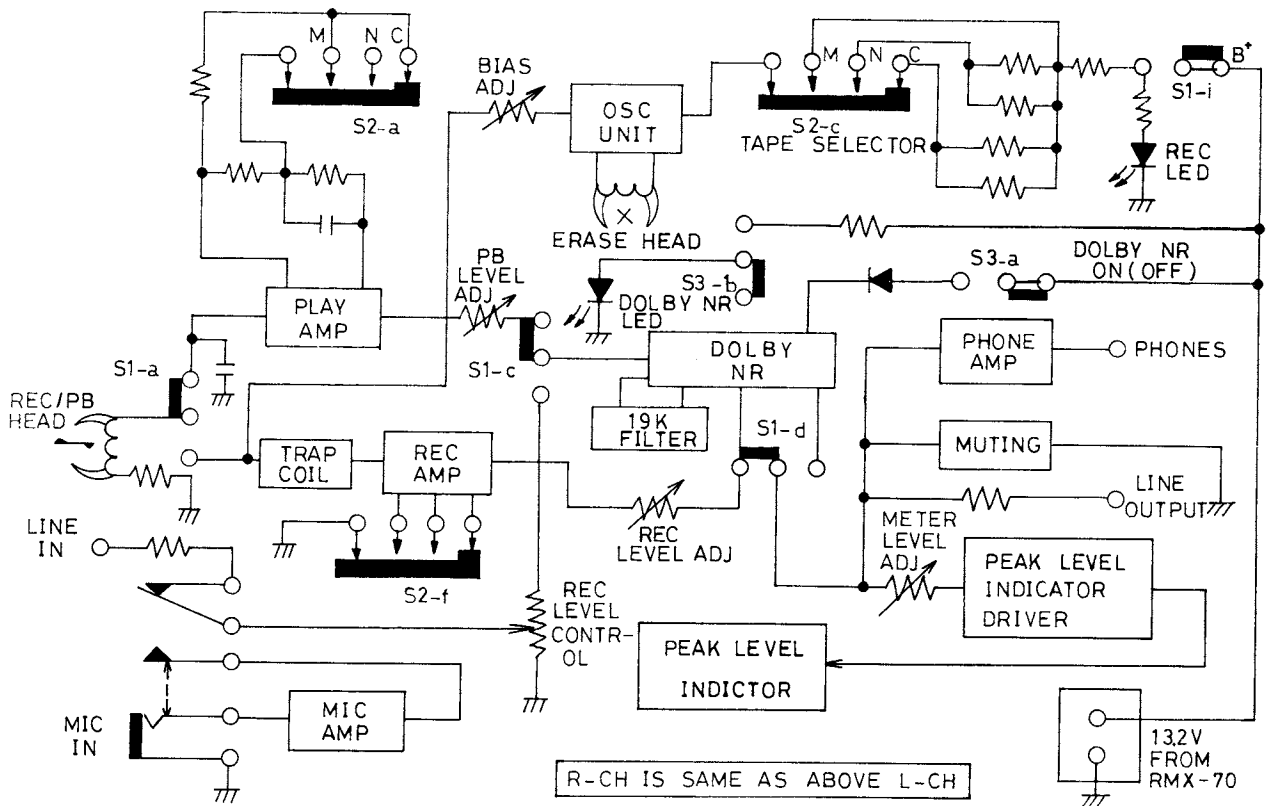 M N C
S2-a
BIAS
ADJ
OSC
UNIT
ERASE HEAD
M N C
S2-c
TAPE SELECTOR
B+
S1-i
REC
LED
PB
LEVEL
ADJ
S3-b
DOLBY NR
LED
S3-a
DOLBY NR
ON(OFF)
PLAY
AMP
S1-a
S1-c
DOLBY
NR
PHONE
AMP
PHONES
REC/PB
HEAD
19K
FILTER
S1-d
MUTING
TRAP
COIL
REC
AMP
LINE
OUTPUT
REC
LEVEL ADJ
METER
LEVEL
ADJ
LINE
IN
S2-f
REC
LEVEL
CONTR-
OL
PEAK LEVEL
INDICATOR
DRIVER
PEAK LEVEL
INDICTOR
MIC
IN
MIC
AMP
13.2V
FROM
RMX-70
R-CH IS SAME AS ABOVE L-CH